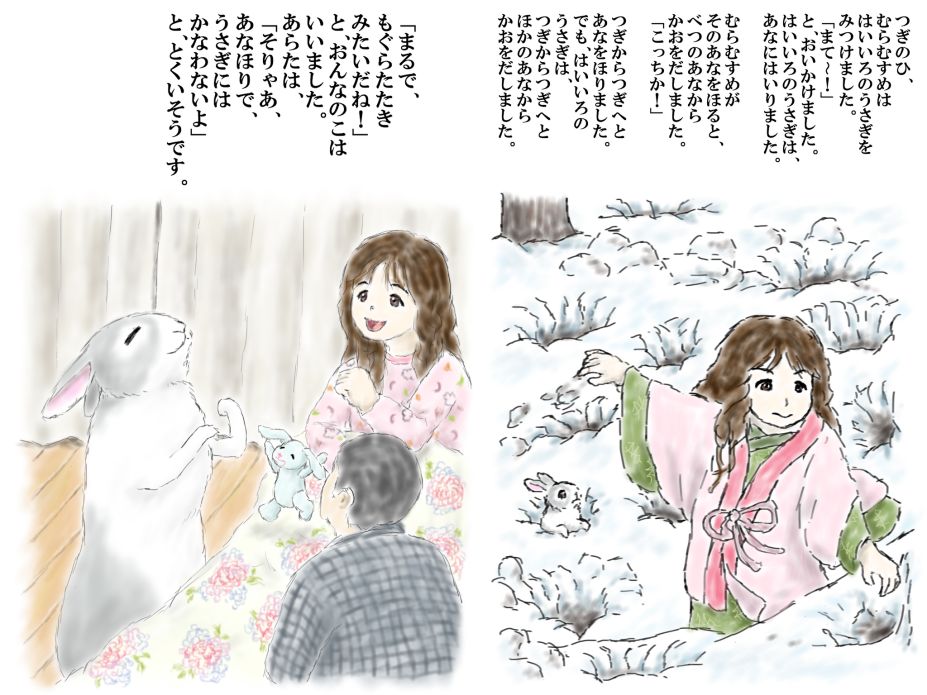 つぎのひ、
むらむすめは
はいいろのうさぎを
みつけました。
「まて〜！」
と、おいかけました。
はいいろのうさぎは、
あなにはいりました。
むらむすめが
そのあなをほると、
べつのあなから
かおをだしました。
「こっちか！」
つぎからつぎへと
あなをほりました。
でも、はいいろの
うさぎは、
つぎからつぎへと
ほかのあなから
かおをだしました。
「まるで、
もぐらたたき
みたいだね！」
と、おんなのこは
いいました。
あらたは、
「そりゃあ、
あなほりで、
うさぎには
かなわないよ」
と、とくいそうです。